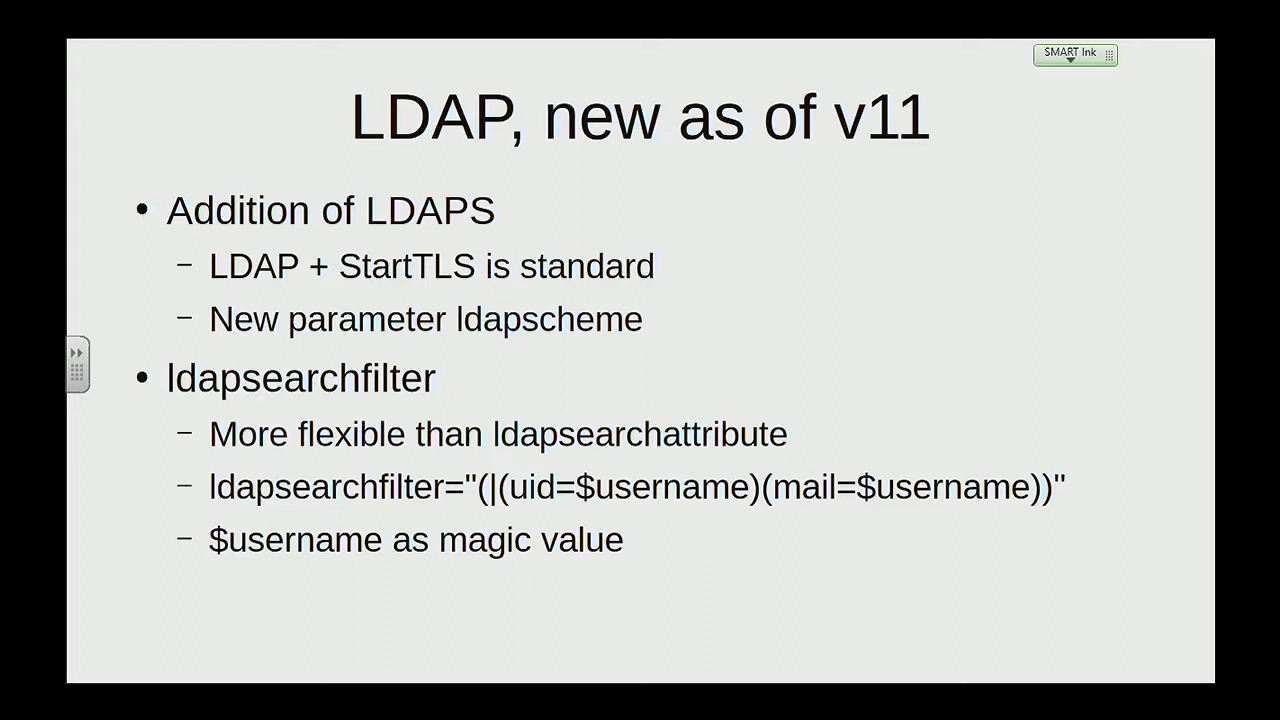 SMART Ink
LDAP, new as of v11
• Addition of LDAPS
– LDAP + StartTLS is standard
– New parameter ldapscheme
• ldapsearchfilter
– More flexible than ldapsearchattribute
– ldapsearchfilter="(|(uid=$username)(mail=$username))"
– $username as magic value